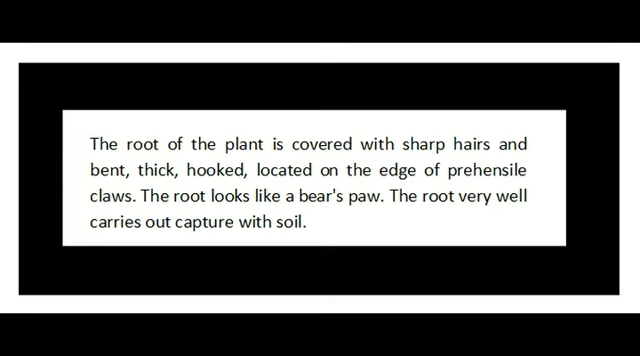 The root of the plant is covered with sharp hairs and
bent, thick, hooked, located on the edge of prehensile
claws. The root looks like a bear's paw. The root very well
carries out capture with soil.